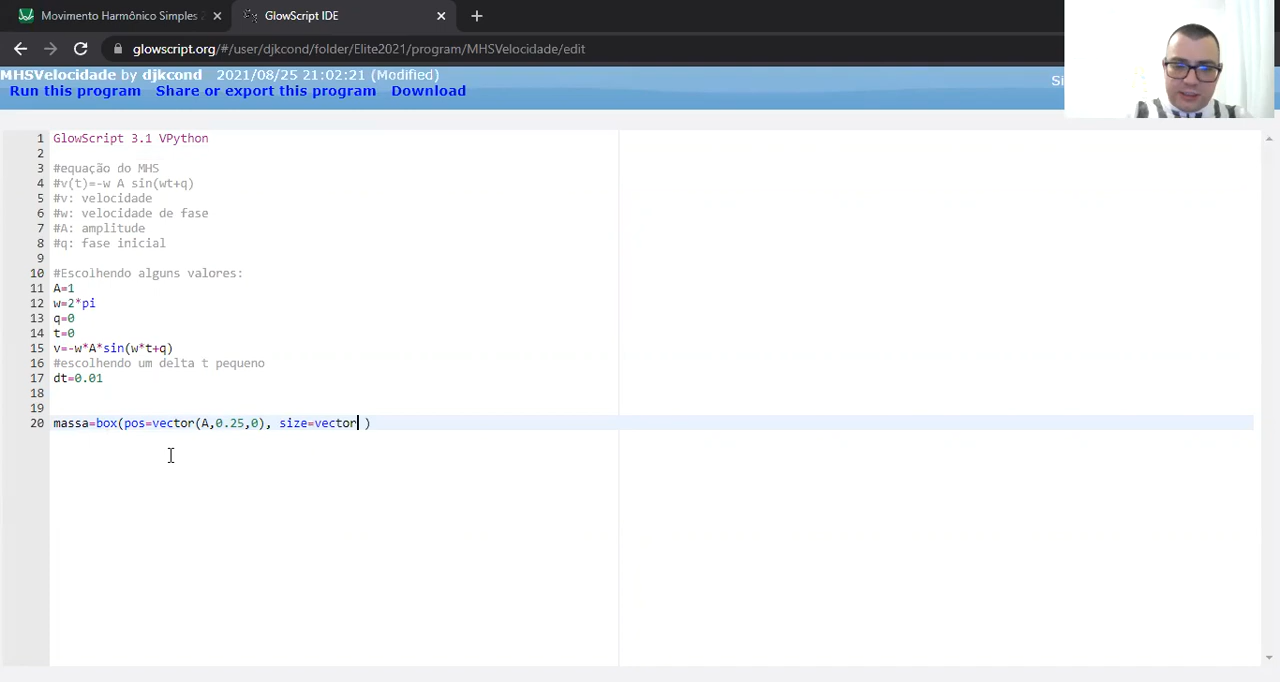 Movimento Harmônico Simples 2
GlowScript IDE
glowscript.org/#/user/djkcond/folder/Elite2021/program/MHSVelocidade/edit
MHSVelocidade by djkcond 2021/08/25 21:02:21 (Modified)
Si
Run this program Share or export this program Download
1 GlowScript 3.1 VPython
2
3 #equação do MHS
4 #v(t)=-w A sin(wt+q)
5 #v: velocidade
6 #w: velocidade de fase
7 #A: amplitude
8 #q: fase inicial
9
10 #Escolhendo alguns valores:
11 A=1
12 w=2*pi
13 q=0
14 t=0
15 v=-w*A*sin(w*t+q)
16 #escolhendo um delta t pequeno
17 dt=0.01
18
19
20 massa=box(pos=vector(A,0.25,0), size=vector )